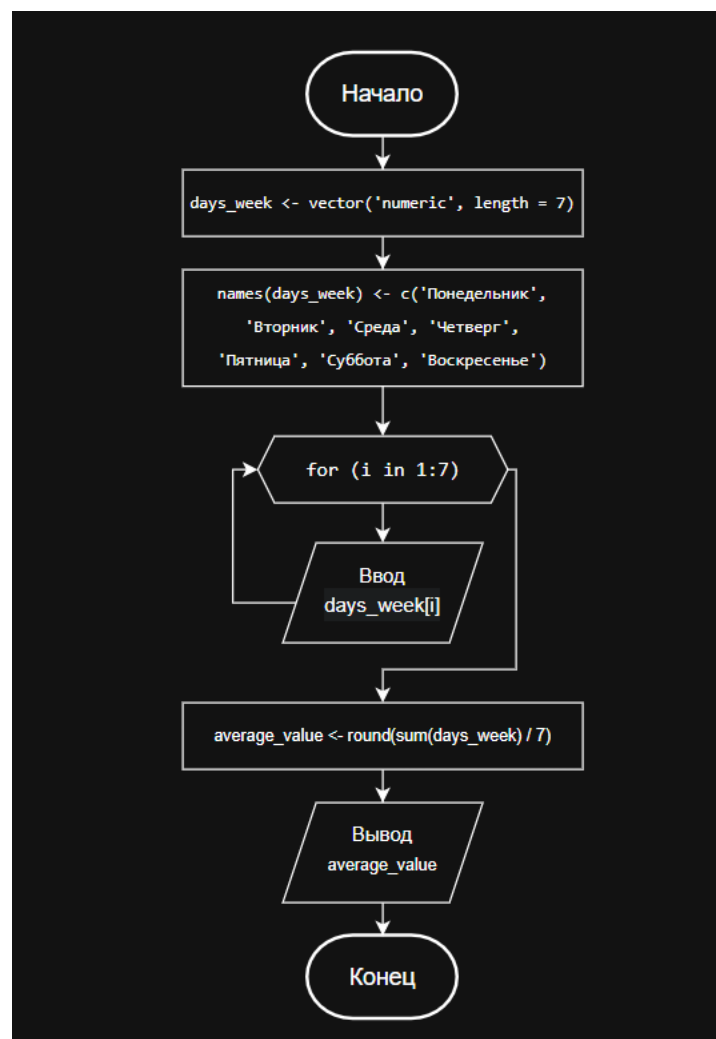 Начало
days_week <- vector('numeric', length = 7)
names(days_week) <- c('Понедельник',
'Вторник', 'Среда', 'Четверг',
'Пятница', 'Суббота', 'Воскресенье')
for (i in 1:7)
Ввод
days_week[i]
average_value <- round(sum(days_week) / 7)
Вывод
average_value
Конец